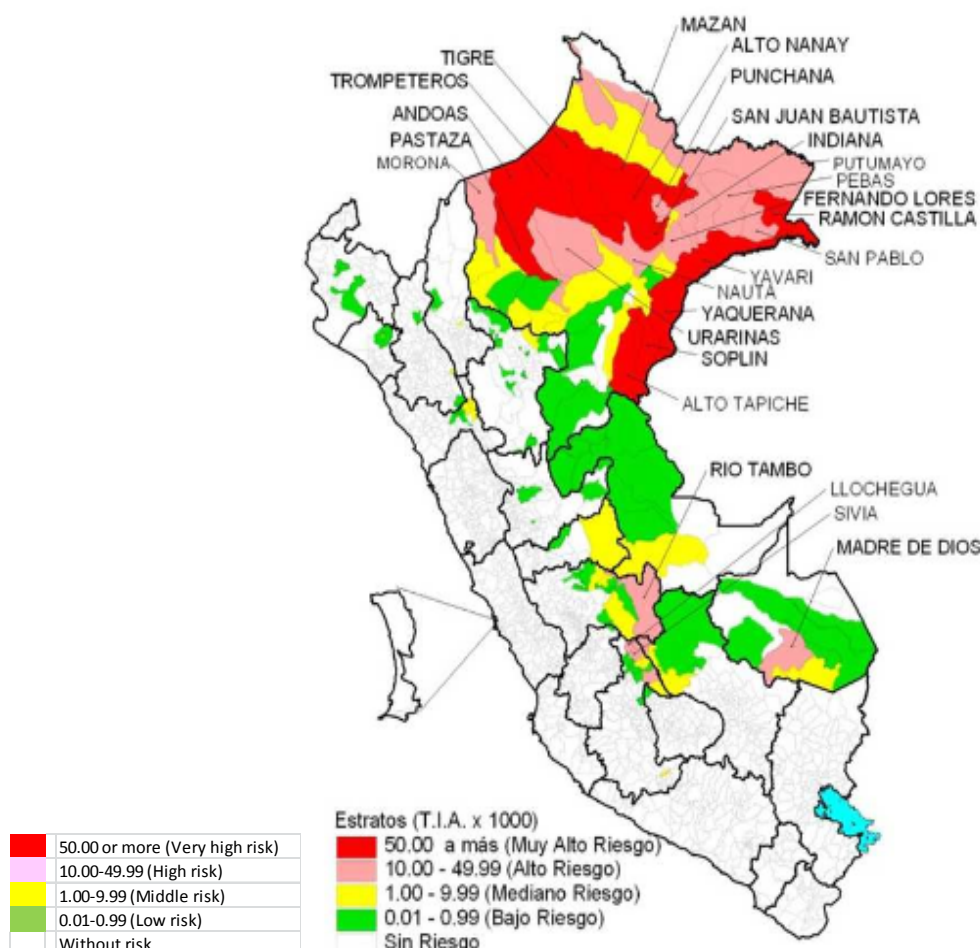 MAZAN
ALTO NANAY
TIGRE
PUNCHANA
TROMPETEROS
ANDOAS
SAN JUAN BAUTISTA
PASTAZA
INDIANA
MORONA
PUTUMAYO
PEBAS
FERNANDO LORES
RAMON CASTILLA
SAN PABLO
YAVARI
NAUTA
YAQUERANA
URARINAS
SOPLIN
ALTO TAPICHE
RIO TAMBO
LLOCHEGUA
SIVIA
MADRE DE DIOS
Estratos (T.I.A. x 1000)
50.00 a más (Muy Alto Riesgo)
10.00 - 49.99 (Alto Riesgo)
1.00 - 9.99 (Mediano Riesgo)
0.01 - 0.99 (Bajo Riesgo)
Sin Riesgo
50.00 or more (Very high risk)
10.00-49.99 (High risk)
1.00-9.99 (Middle risk)
0.01-0.99 (Low risk)
Without risk